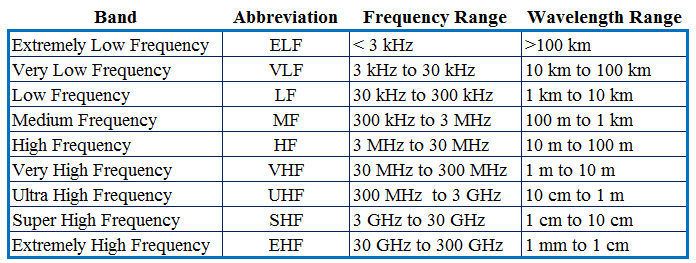 Band Abbreviation Frequency Range Wavelength Range
Extremely Low Frequency ELF < 3 kHz >100 km
Very Low Frequency VLF 3 kHz to 30 kHz 10 km to 100 km
Low Frequency LF 30 kHz to 300 kHz 1 km to 10 km
Medium Frequency MF 300 kHz to 3 MHz 100 m to 1 km
High Frequency HF 3 MHz to 30 MHz 10 m to 100 m
Very High Frequency VHF 30 MHz to 300 MHz 1 m to 10 m
Ultra High Frequency UHF 300 MHz to 3 GHz 10 cm to 1 m
Super High Frequency SHF 3 GHz to 30 GHz 1 cm to 10 cm
Extremely High Frequency EHF 30 GHz to 300 GHz 1 mm to 1 cm